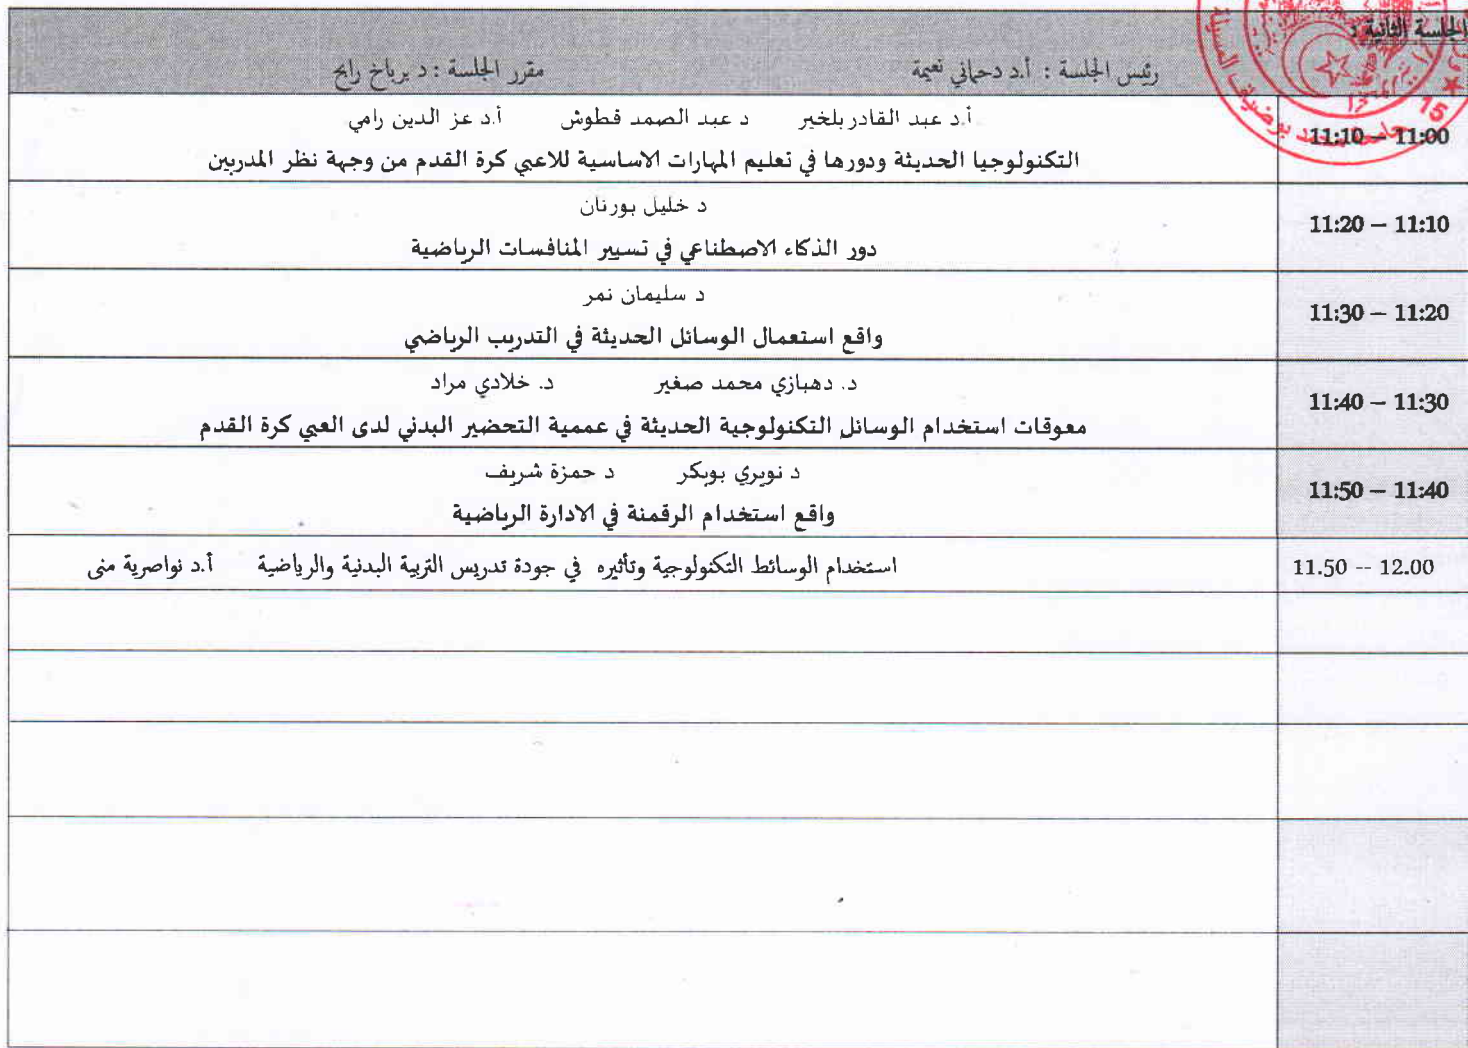 الجلسة الثانية :
رئيس الجلسة : أ.د دحماني نعيمة مقرر الجلسة : د برباخ رابح
11:10 – 11:00
أ.د عبد القادر بلخير د عبد الصمد قطوش أ.د عز الدين رامي
التكنولوجيا الحديثة ودورها في تعليم المهارات الاساسية للاعبي كرة القدم من وجهة نظر المدربين
11:20 – 11:10
د خليل بورنان
دور الذكاء الاصطناعي في تسيير المنافسات الرياضية
11:30 – 11:20
د سليمان نمر
واقع استعمال الوسائل الحديثة في التدريب الرياضي
11:40 – 11:30
د. دهبازي محمد صغير د. خلادي مراد
معوقات استخدام الوسائل التكنولوجية الحديثة في عممية التحضير البدني لدى العبي كرة القدم
11:50 – 11:40
د نويري بوبكر د حمزة شريف
واقع استخدام الرقمنة في الادارة الرياضية
11.50 -- 12.00
استخدام الوسائط التكنولوجية وتأثيره في جودة تدريس التربية البدنية والرياضية أ.د نواصرية منى
15